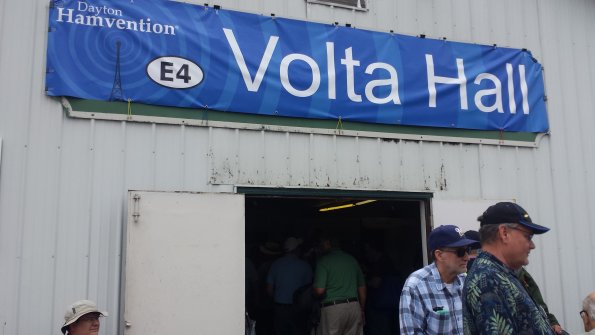 Dayton
Hamvention®
E4
Volta Hall